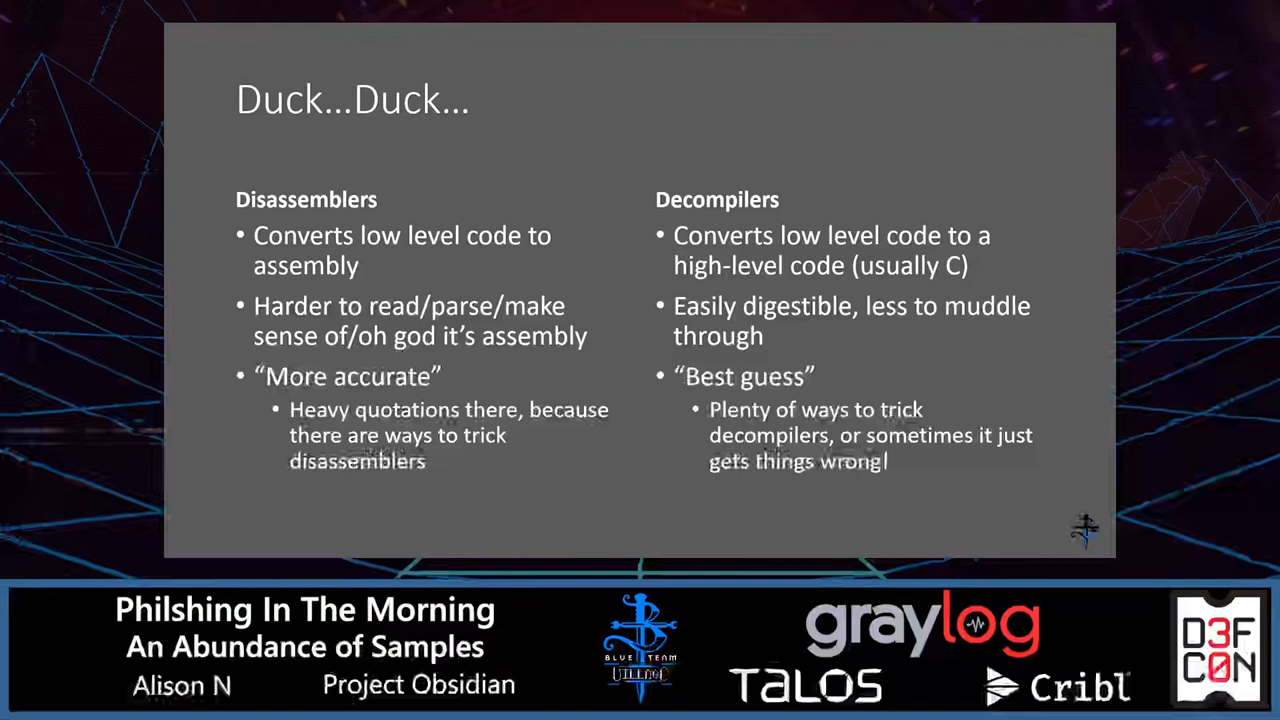 Duck...Duck...
Disassemblers
• Converts low level code to
assembly
• Harder to read/parse/make
sense of/oh god it's assembly
• “More accurate”
• Heavy quotations there, because
there are ways to trick
disassemblers
Decompilers
• Converts low level code to a
high-level code (usually C)
• Easily digestible, less to muddle
through
• “Best guess”
• Plenty of ways to trick
decompilers, or sometimes it just
gets things wrong
Philshing In The Morning
An Abundance of Samples
Alison N
Project Obsidian
BLUE TEAM
VILLAGE
graylog
TALOS
Cribl
D3F
C0N